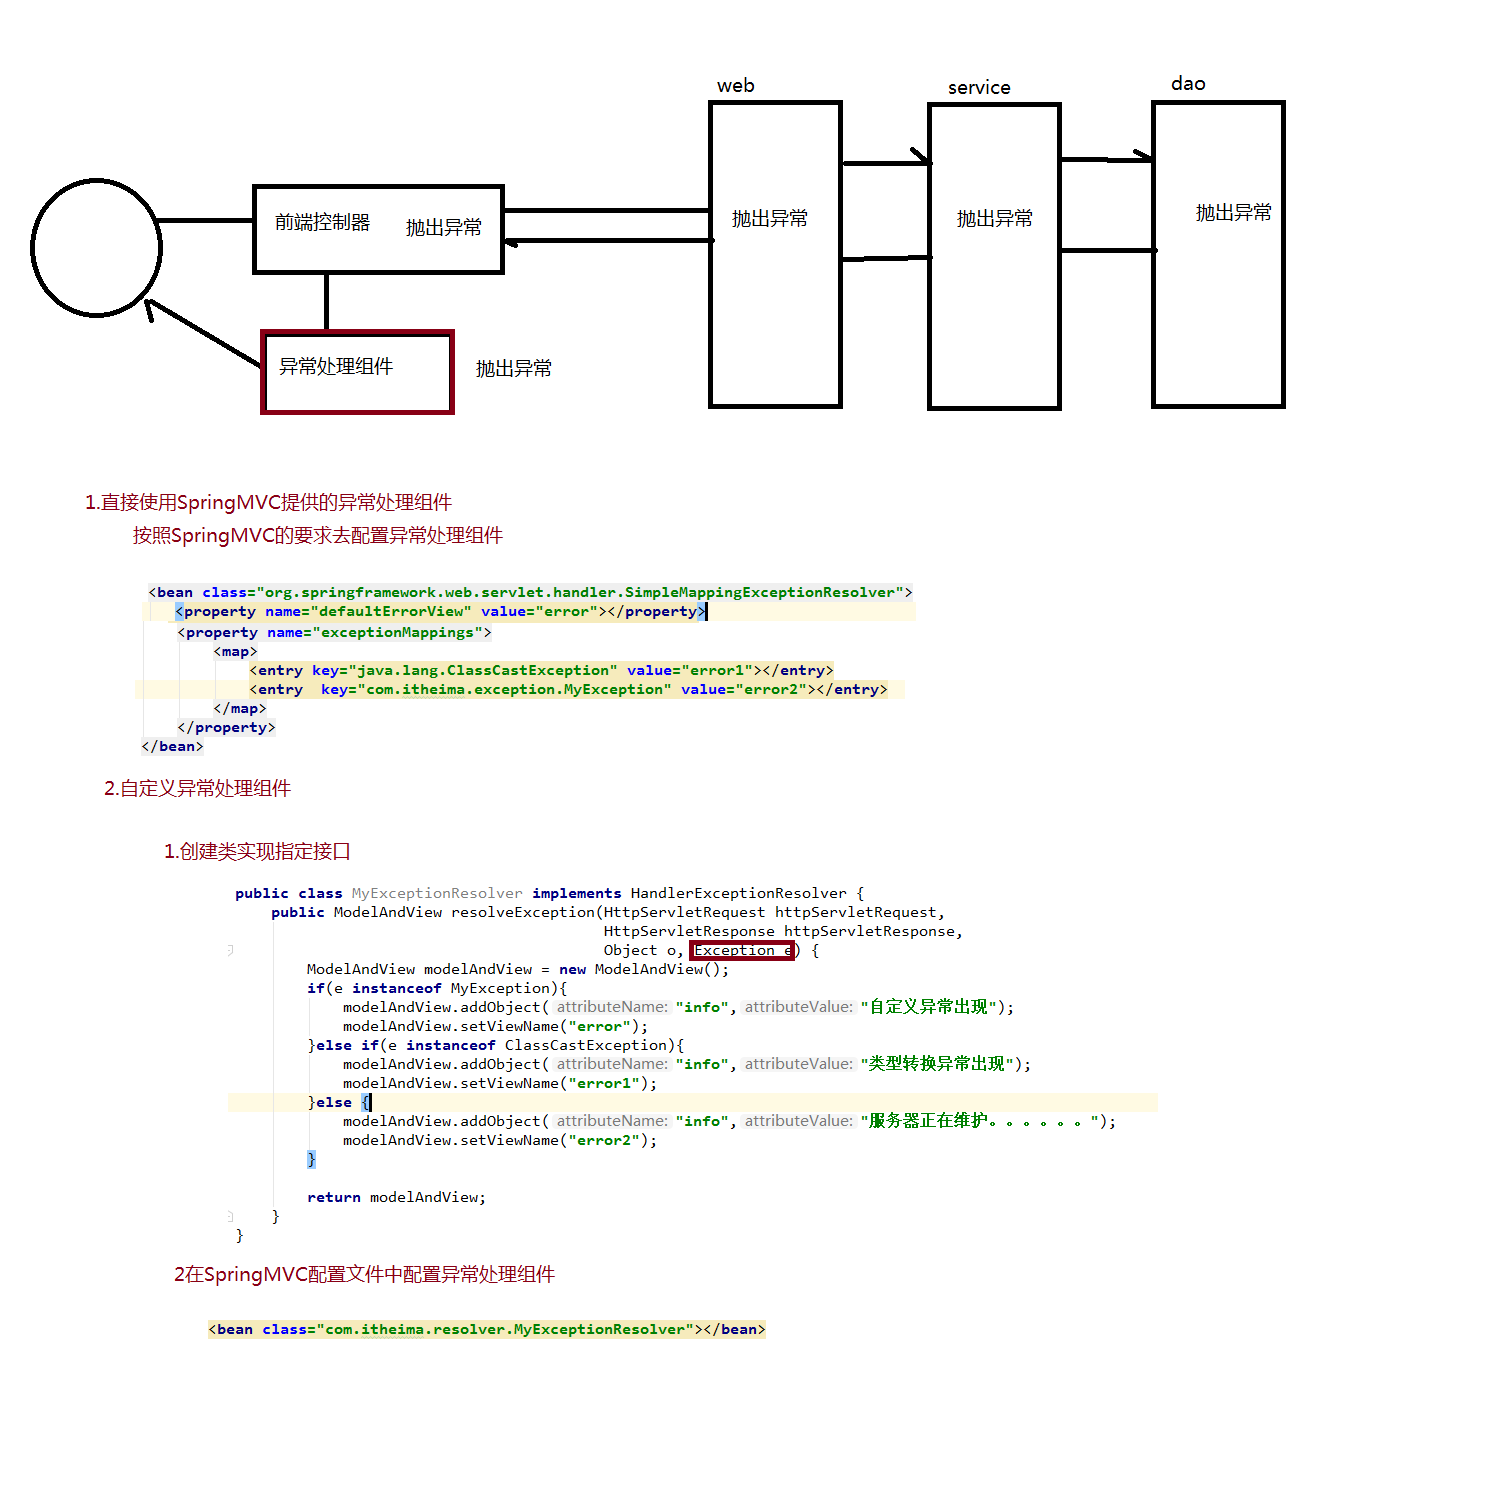 web
service
dao
前端控制器
抛出异常
抛出异常
抛出异常
抛出异常
异常处理组件
抛出异常
1.直接使用SpringMVC提供的异常处理组件
按照SpringMVC的要求去配置异常处理组件
<bean class="org.springframework.web.servlet.handler.SimpleMappingExceptionResolver">
<property name="defaultErrorView" value="error"></property>
<property name="exceptionMappings">
<map>
<entry key="java.lang.ClassCastException" value="error1"></entry>
<entry  key="com.itheima.exception.MyException" value="error2"></entry>
</map>
</property>
</bean>
2.自定义异常处理组件
1.创建类实现指定接口
public class MyExceptionResolver implements HandlerExceptionResolver {
public ModelAndView resolveException(HttpServletRequest httpServletRequest,
HttpServletResponse httpServletResponse,
Object o, Exception e) {
ModelAndView modelAndView = new ModelAndView();
if(e instanceof MyException){
modelAndView.addObject( attributeName: "info", attributeValue: "自定义异常出现");
modelAndView.setViewName("error");
}else if(e instanceof ClassCastException){
modelAndView.addObject( attributeName: "info", attributeValue: "类型转换异常出现");
modelAndView.setViewName("error1");
}else {
modelAndView.addObject( attributeName: "info", attributeValue: "服务器正在维护。。。。。。");
modelAndView.setViewName("error2");
}
return modelAndView;
}
}
2在SpringMVC配置文件中配置异常处理组件
<bean class="com.itheima.resolver.MyExceptionResolver"></bean>